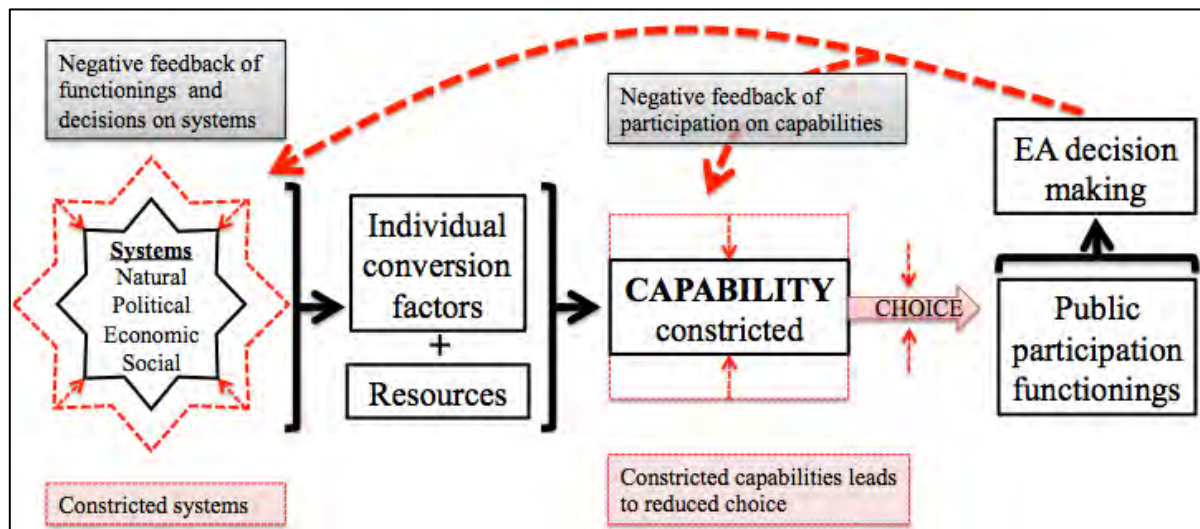 Negative feedback of
functionings and
decisions on systems
Negative feedback of
participation on capabilities
EA decision
making
Systems
Natural
Political
Economic
Social
Individual
conversion
factors
+
Resources
CAPABILITY
constricted
CHOICE
Public
participation
functionings
Constricted systems
Constricted capabilities leads
to reduced choice